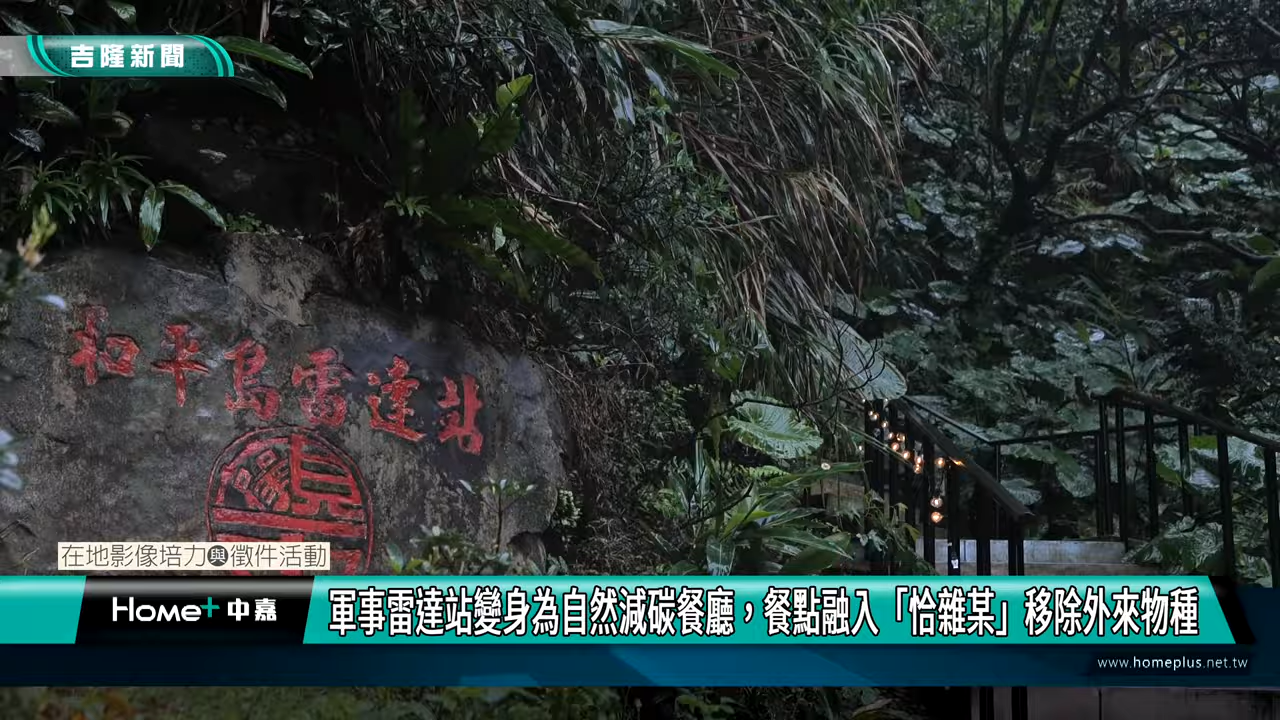 吉隆新聞
和平島雷達站
在地影像培力與徵件活動
Home+中嘉
軍事雷達站變身為自然減碳餐廳，餐點融入「恰雜某」移除外來物種
www.homeplus.net.tw